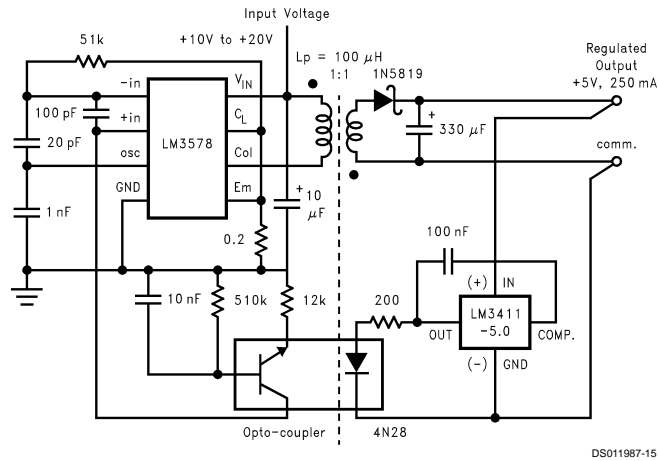 Input Voltage
51k
+10V to +20V
Lp = 100 μH
1:1
1N5819
Regulated
Output
+5V, 250 mA
-in
VIN
100 pF
+in
CL
20 pF
LM3578
osc
Col
+
330 μF
comm.
GND
Em
+
10
μF
1 nF
0.2
100 nF
(+)
IN
10 nF
510k
12k
200
LM3411
-5.0
OUT
COMP.
(-)
GND
Opto-coupler
4N28
DS011987-15